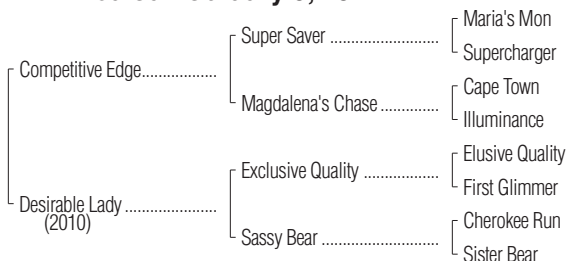 Maria's Mon
Super Saver ..........................
Supercharger
Competitive Edge..................
Cape Town
Magdalena's Chase ..............
Illuminance
Elusive Quality
Exclusive Quality ..................
First Glimmer
Desirable Lady ......................
(2010)
Cherokee Run
Sassy Bear .............................
Sister Bear